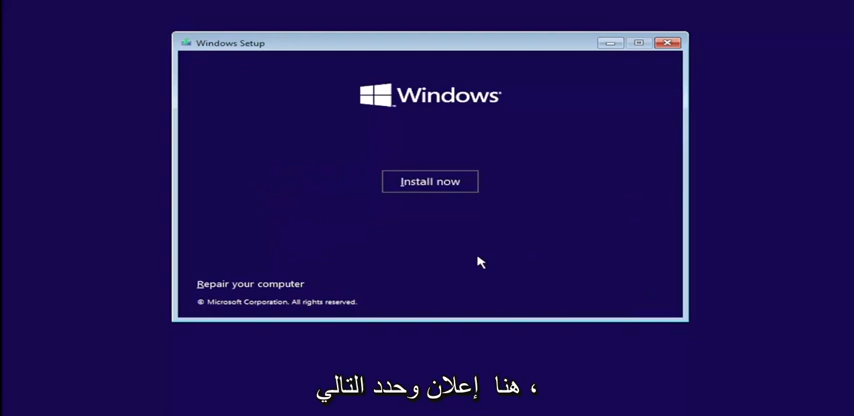 Windows Setup
Windows
Install now
Repair your computer
© Microsoft Corporation. All rights reserved.
، هنا إعلان وحدد التالي